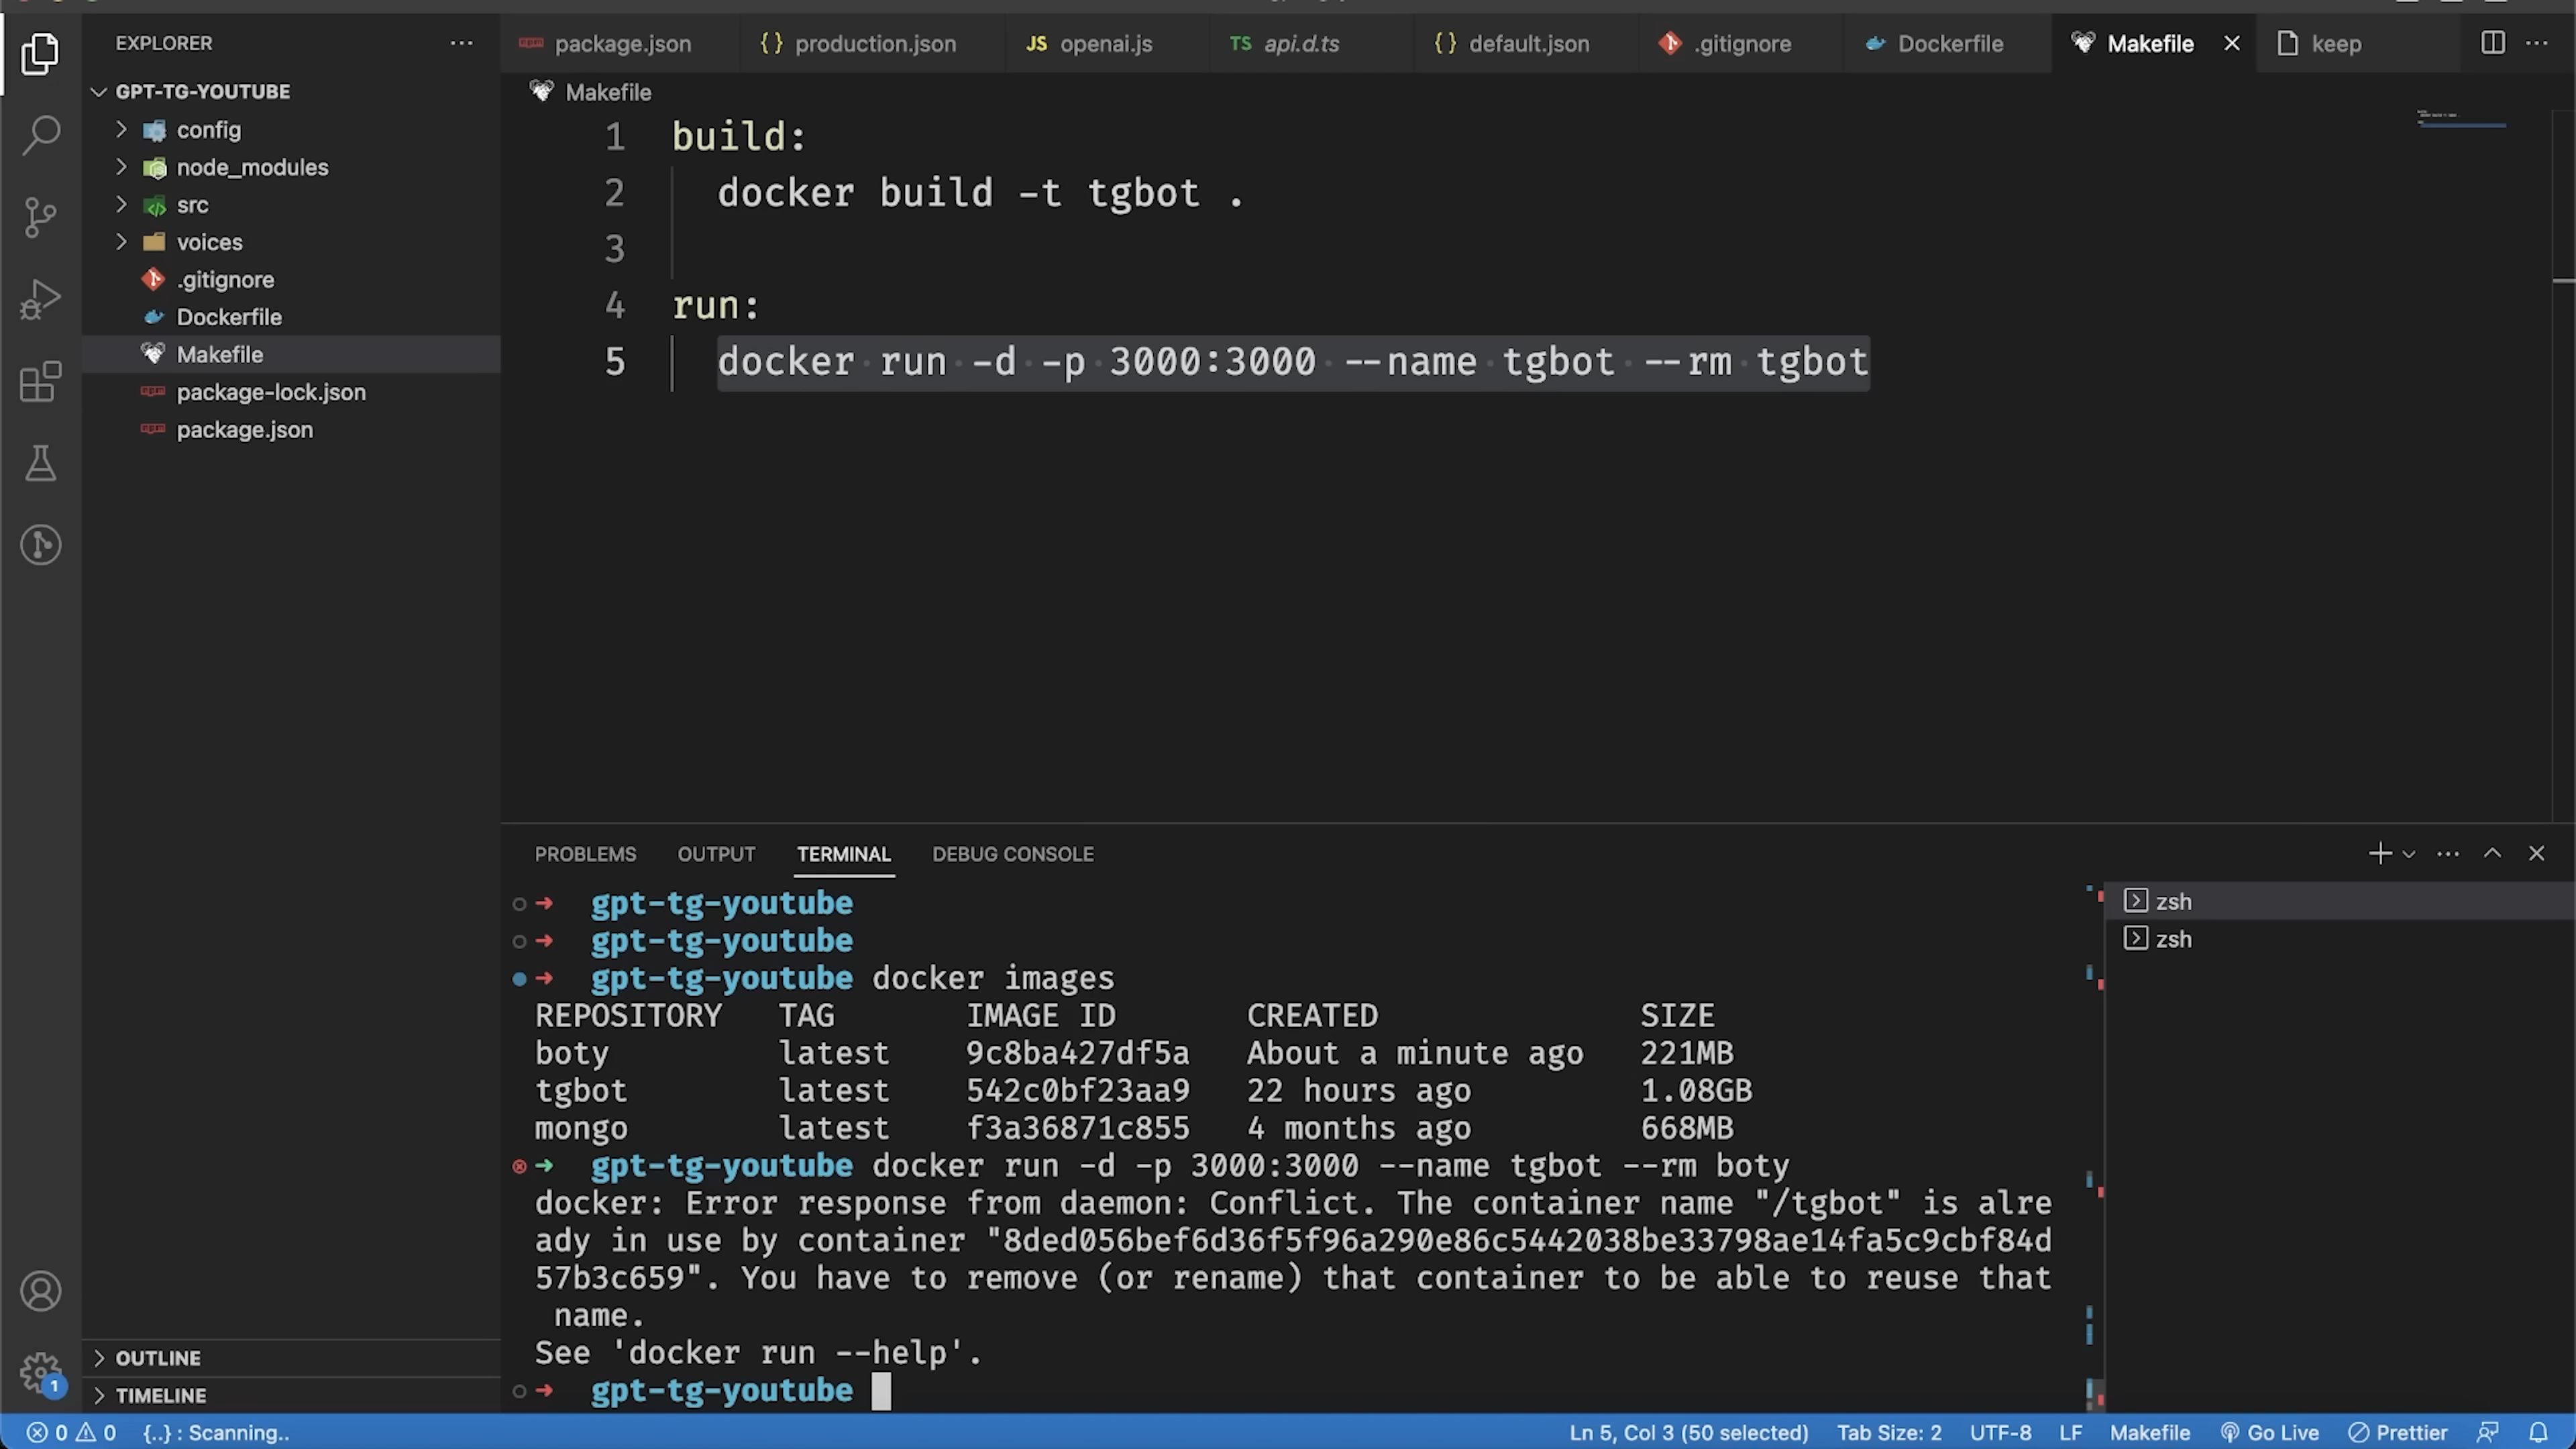 EXPLORER
GPT-TG-YOUTUBE
config
node_modules
src
voices
.gitignore
Dockerfile
Makefile
package-lock.json
package.json
OUTLINE
TIMELINE
package.json
{} production.json
JS openai.js
TS api.d.ts
{} default.json
.gitignore
Dockerfile
Makefile
keep
Makefile
1 build:
2 docker build -t tgbot .
3
4 run:
5 docker run -d -p 3000:3000 --name tgbot --rm tgbot
PROBLEMS OUTPUT TERMINAL DEBUG CONSOLE
gpt-tg-youtube
gpt-tg-youtube
gpt-tg-youtube docker images
REPOSITORY TAG IMAGE ID CREATED SIZE
boty latest 9c8ba427df5a About a minute ago 221MB
tgbot latest 542c0bf23aa9 22 hours ago 1.08GB
mongo latest f3a36871c855 4 months ago 668MB
gpt-tg-youtube docker run -d -p 3000:3000 --name tgbot --rm boty
docker: Error response from daemon: Conflict. The container name "/tgbot" is alre
ady in use by container "8ded056bef6d36f5f96a290e86c5442038be33798ae14fa5c9cbf84d
57b3c659". You have to remove (or rename) that container to be able to reuse that
name.
See 'docker run --help'.
gpt-tg-youtube
zsh
zsh
1
0 0 {..} : Scanning..
Ln 5, Col 3 (50 selected) Tab Size: 2 UTF-8 LF Makefile Go Live Prettier